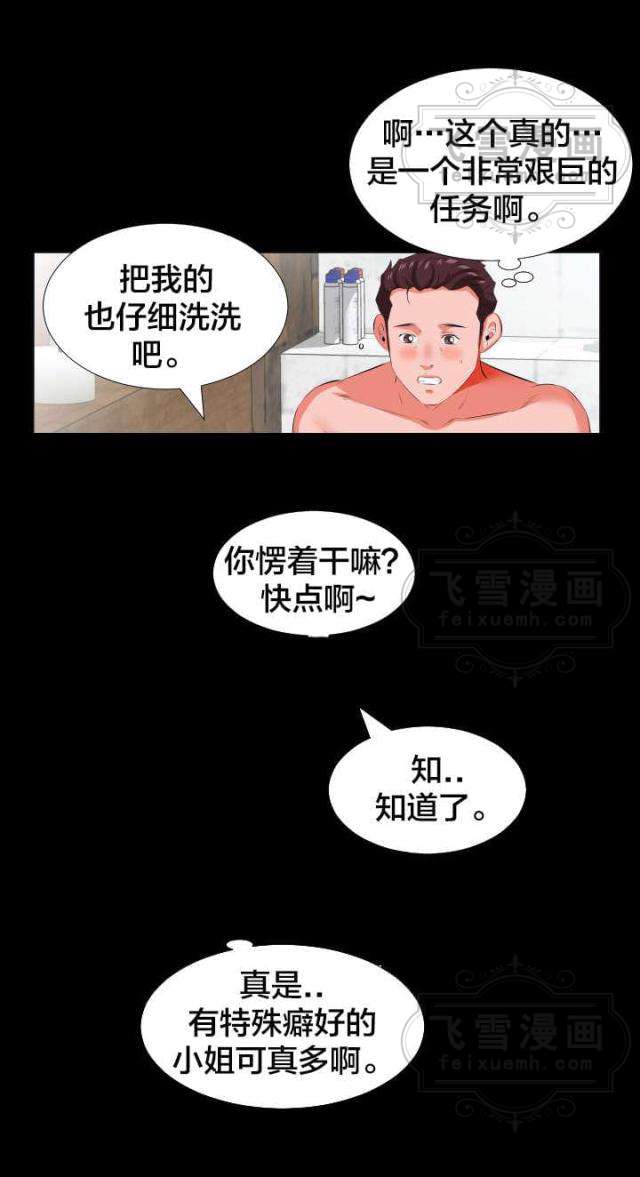 啊…这个真的…
是一个非常艰巨的
任务啊。
把我的
也仔细洗洗
吧。
你愣着干嘛?
快点啊~
飞雪漫画
feixuemh.com
知..
知道了。
真是..
有特殊癖好的
小姐可真多啊。
飞雪漫画
feixuemh.com